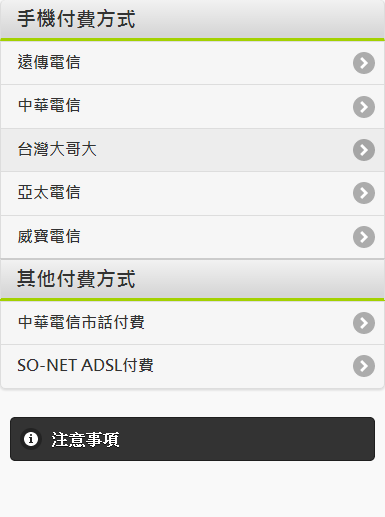 手機付費方式
遠傳電信
中華電信
台灣大哥大
亞太電信
威寶電信
其他付費方式
中華電信市話付費
SO-NET ADSL付費
注意事項